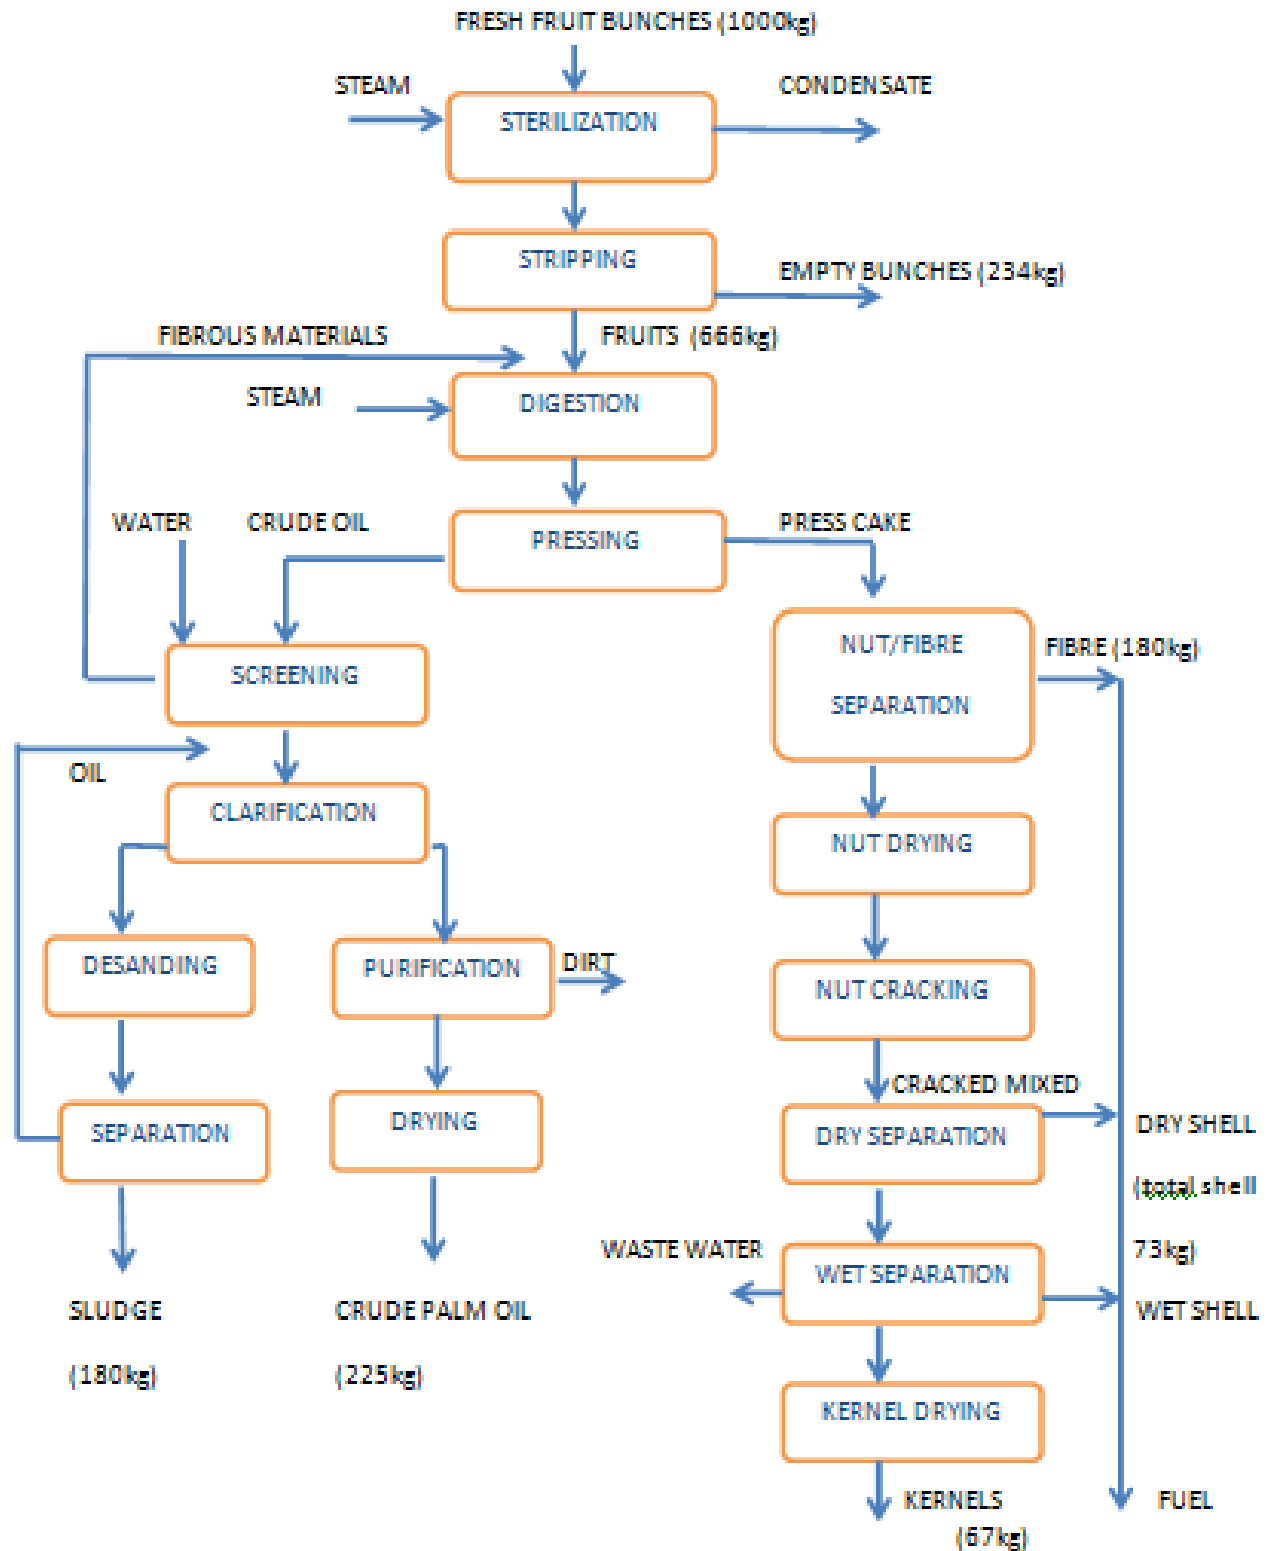 FRESH FRUIT BUNCHES (1000kg)
STEAM
CONDENSATE
STERILIZATION
STRIPPING
EMPTY BUNCHES (234kg)
FIBROUS MATERIALS
FRUITS (666kg)
STEAM
DIGESTION
WATER
CRUDE OIL
PRESSING
PRESS CAKE
SCREENING
NUT/FIBRE
SEPARATION
FIBRE (180kg)
OIL
CLARIFICATION
NUT DRYING
DESANDING
PURIFICATION
DIRT
NUT CRACKING
CRACKED MIXED
SEPARATION
DRYING
DRY SEPARATION
DRY SHELL
(total shell
73kg)
WASTE WATER
WET SEPARATION
WET SHELL
SLUDGE
(180kg)
CRUDE PALM OIL
(225kg)
KERNEL DRYING
KERNELS
(67kg)
FUEL